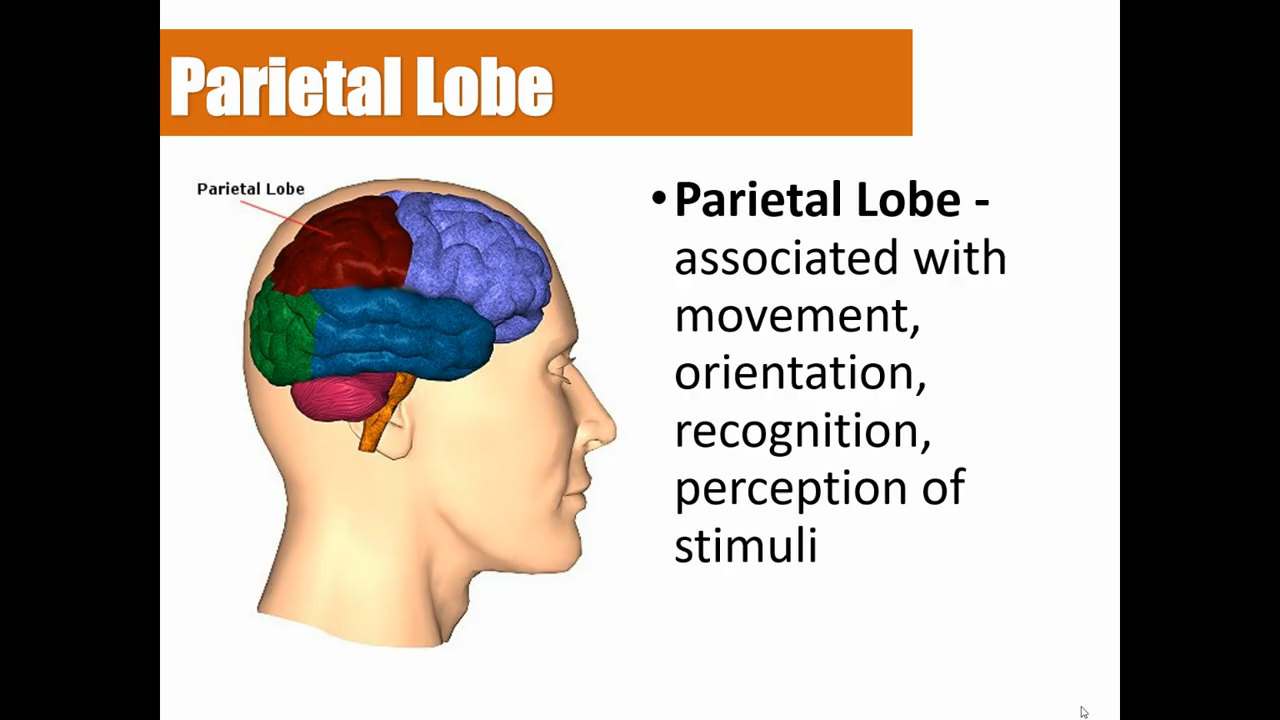 Parietal Lobe
Parietal Lobe
• Parietal Lobe -
associated with
movement,
orientation,
recognition,
perception of
stimuli